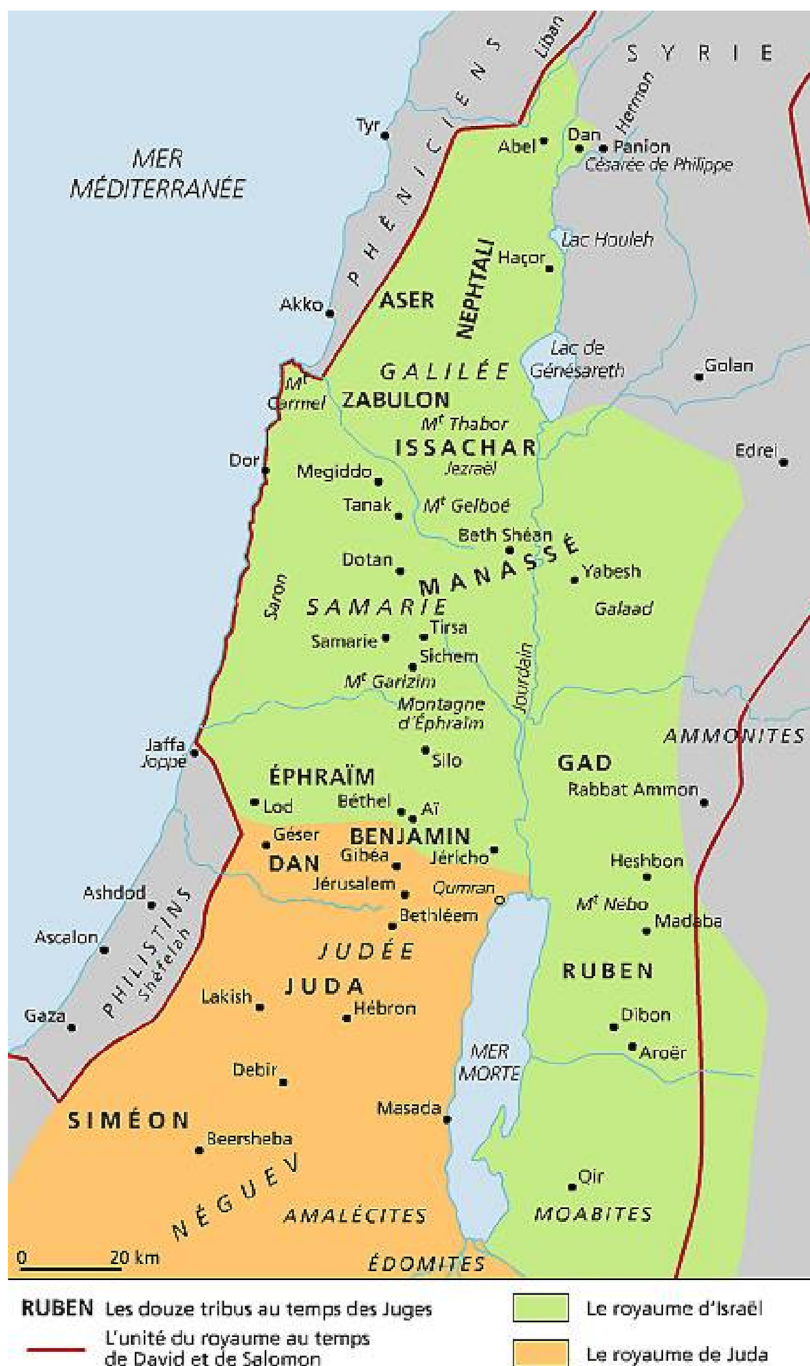 SYRIE
Liban
Hermon
PHÉNICIENS
Tyr
MER
MÉDITERRANÉE
Abel
Dan
Panion
Césarée de Philippe
Lac Houleh
Haçor
NEPHTALI
ASER
Akko
Lac de
Génésareth
Golan
GALILÉE
Mt
Carmel
ZABULON
Mt Thabor
ISSACHAR
Jezraël
Dor
Edrei
Megiddo
Tanak
Mt Gelboé
Beth Shéan
Dotan
MANASSÉ
Yabesh
Galaad
Saron
SAMARIE
Samarie
Tirsa
Sichem
Mt Garizim
Jourdain
Montagne
d'Éphraïm
Jaffa
Joppé
Silo
AMMONITES
GAD
ÉPHRAÏM
Rabbat Ammon
Lod
Béthel
Aï
BENJAMIN
Géser
DAN
Gibéa
Jéricho
Heshbon
Jérusalem
Qumran
Mt Nébo
Ashdod
Bethléem
Madaba
Ascalon
PHILISTINS
Shéfelah
JUDÉE
RUBEN
JUDA
Lakish
Hébron
Gaza
Dibon
Aroër
MER
MORTE
Debir
SIMÉON
Masada
Beersheba
NÉGUEV
Qir
AMALÉCITES
MOABITES
0 20 km
ÉDOMITES
RUBEN Les douze tribus au temps des Juges
L'unité du royaume au temps
de David et de Salomon
Le royaume d'Israël
Le royaume de Juda